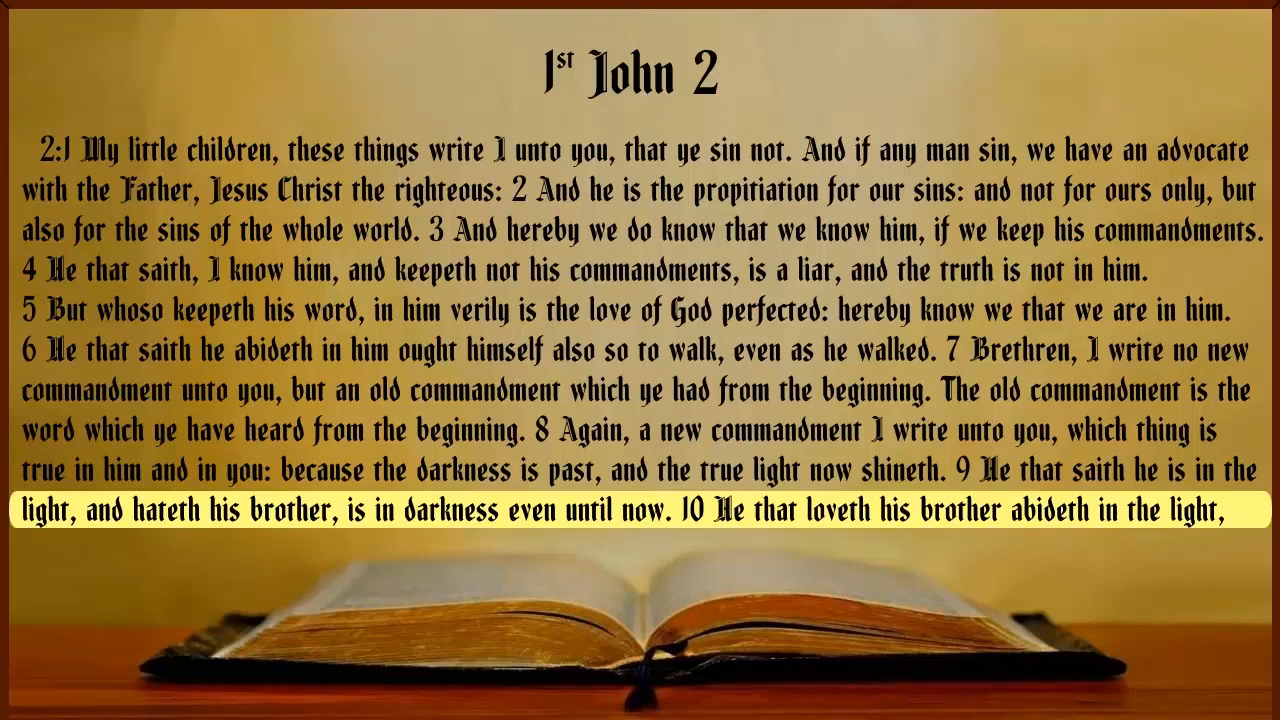 1st John 2
2:1 My little children, these things write I unto you, that ye sin not. And if any man sin, we have an advocate
with the Father, Jesus Christ the righteous: 2 And he is the propitiation for our sins: and not for ours only, but
also for the sins of the whole world. 3 And hereby we do know that we know him, if we keep his commandments.
4 He that saith, I know him, and keepeth not his commandments, is a liar, and the truth is not in him.
5 But whoso keepeth his word, in him verily is the love of God perfected: hereby know we that we are in him.
6 He that saith he abideth in him ought himself also so to walk, even as he walked. 7 Brethren, I write no new
commandment unto you, but an old commandment which ye had from the beginning. The old commandment is the
word which ye have heard from the beginning. 8 Again, a new commandment I write unto you, which thing is
true in him and in you: because the darkness is past, and the true light now shineth. 9 He that saith he is in the
light, and hateth his brother, is in darkness even until now. 10 He that loveth his brother abideth in the light,